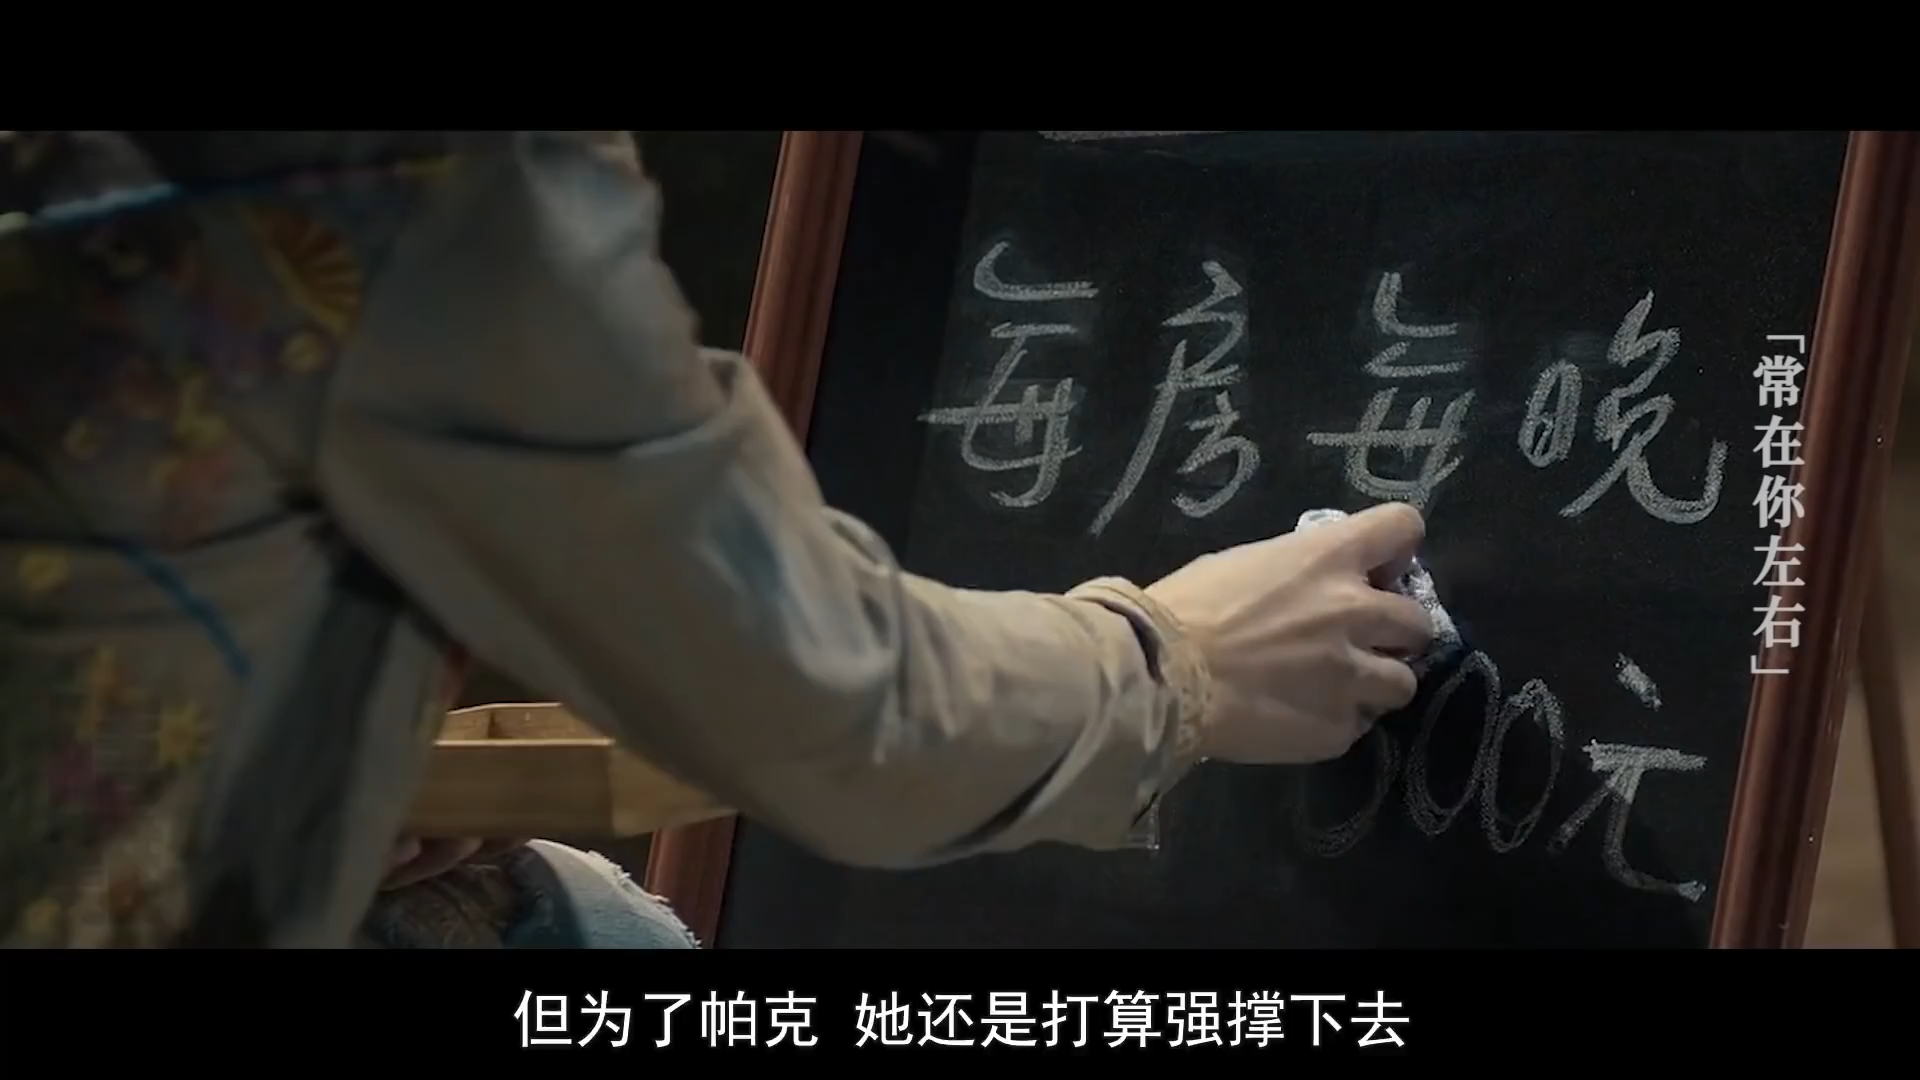 每房每晚
00元
「常在你左右」
但为了帕克 她还是打算强撑下去